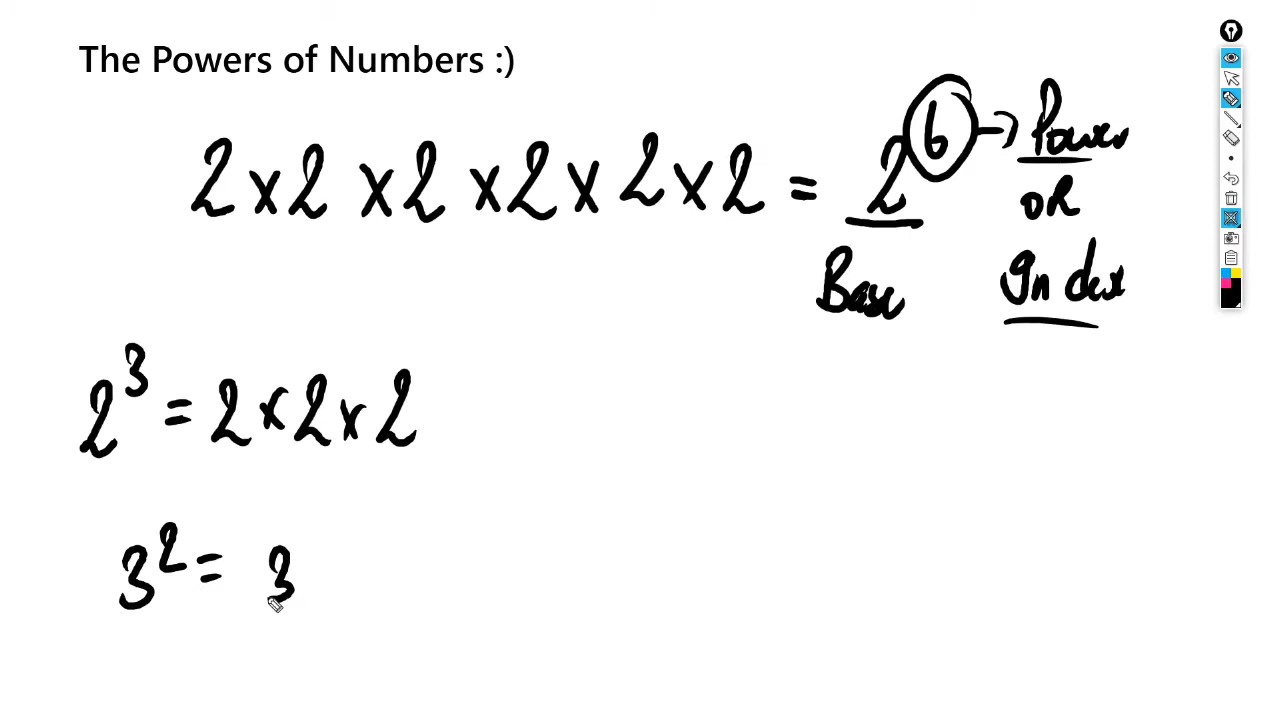 The Powers of Numbers :)
2 x 2 x 2 x 2 x 2 x 2 = 2⁶ → Power
OR
Base Index
2³ = 2 x 2 x 2
3² = 3